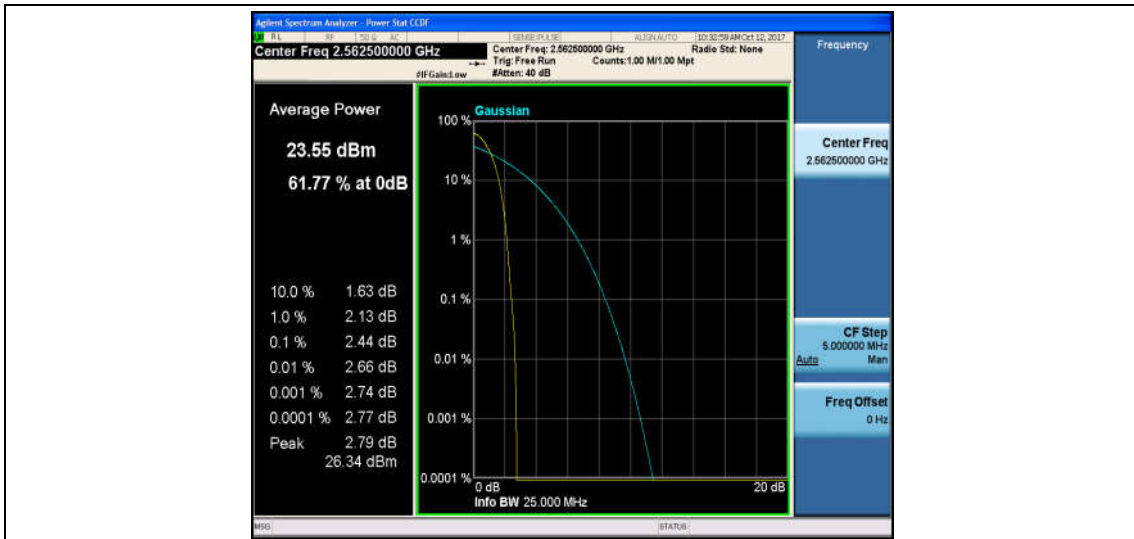 Agilent Spectrum Analyzer - Power Stat CCDF
RL RF 50 Ω AC SENSE:PULSE ALIGNAUTO 10:32:59 AM Oct 12, 2017
Center Freq 2.562500000 GHz
Center Freq: 2.562500000 GHz Radio Std: None
Trig: Free Run Counts:1.00 M/1.00 Mpt
#IFGain:Low #Atten: 40 dB
Frequency
Average Power
23.55 dBm
61.77 % at 0dB
10.0 % 1.63 dB
1.0 % 2.13 dB
0.1 % 2.44 dB
0.01 % 2.66 dB
0.001 % 2.74 dB
0.0001 % 2.77 dB
Peak 2.79 dB
26.34 dBm
Gaussian
100 %
10 %
1 %
0.1 %
0.01 %
0.001 %
0.0001 %
0 dB 20 dB
Info BW 25.000 MHz
Center Freq
2.562500000 GHz
CF Step
5.000000 MHz
Auto Man
Freq Offset
0 Hz
MSG STATUS